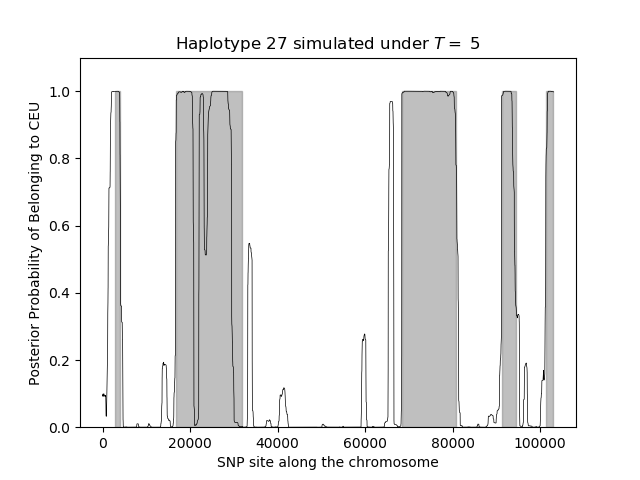 Haplotype 27 simulated under T = 5
Posterior Probability of Belonging to CEU
1.0
0.8
0.6
0.4
0.2
0.0
0 20000 40000 60000 80000 100000
SNP site along the chromosome